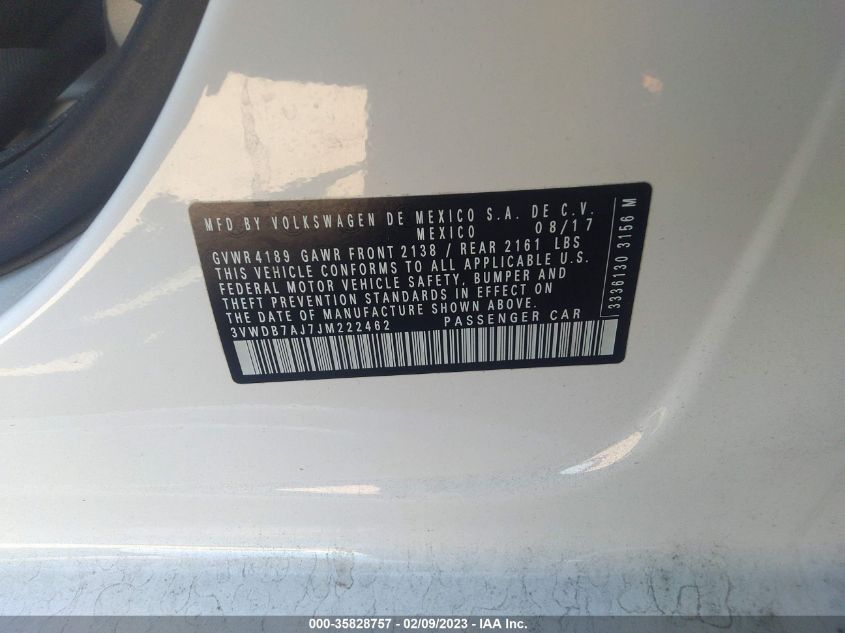 MFD BY VOLKSWAGEN DE MEXICO S.A. DE C.V.
MEXICO 08/17
GVWR 4189 GAWR FRONT 2138 / REAR 2161 LBS
THIS VEHICLE CONFORMS TO ALL APPLICABLE U.S.
FEDERAL MOTOR VEHICLE SAFETY, BUMPER AND
THEFT PREVENTION STANDARDS IN EFFECT ON
THE DATE OF MANUFACTURE SHOWN ABOVE.
3VWDB7AJ7JM222462 PASSENGER CAR
33361130 3156 M
000-35828757 - 02/09/2023 - IAA Inc.